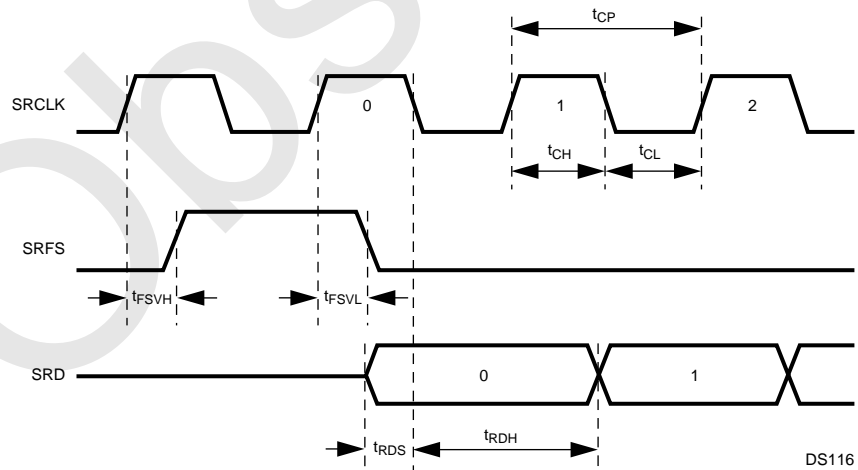 tCP
SRCLK
0
1
2
tCH
tCL
SRFS
tFSVH
tFSVL
SRD
0
1
tRDS
tRDH
DS116